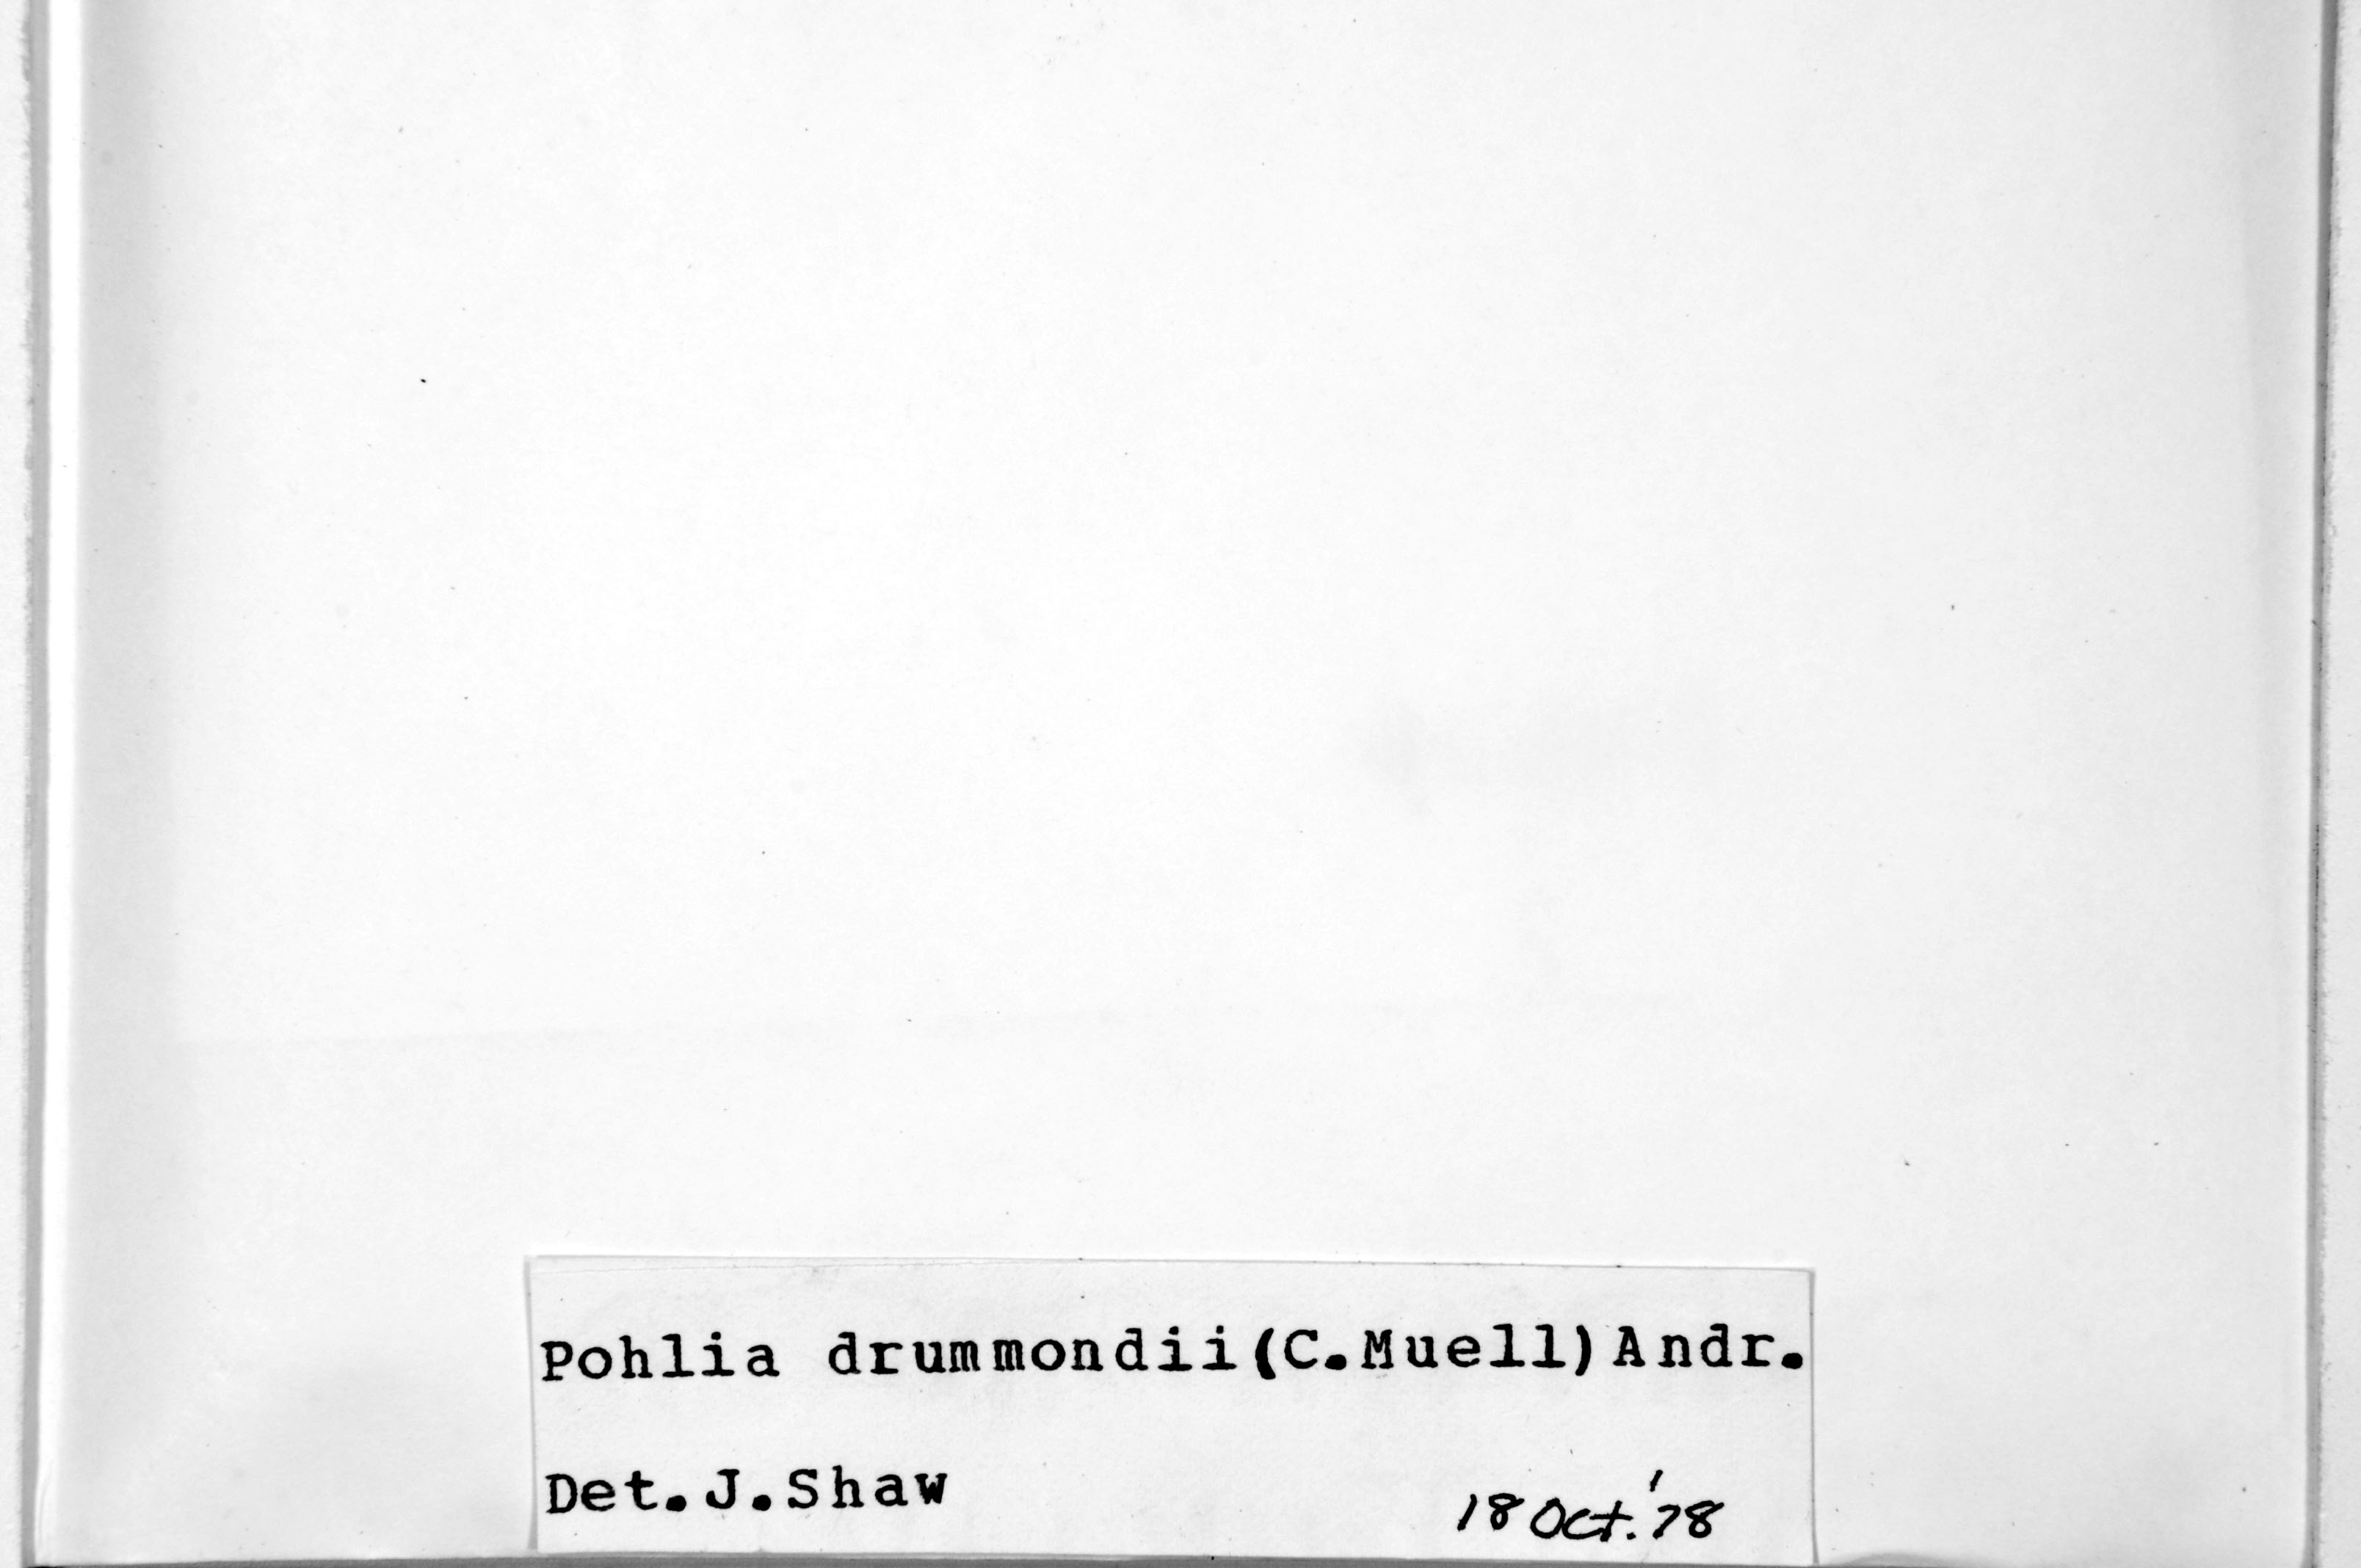 Pohlia drummondii(C.Muell)Andr.
Det.J.Shaw 18 Oct. '78